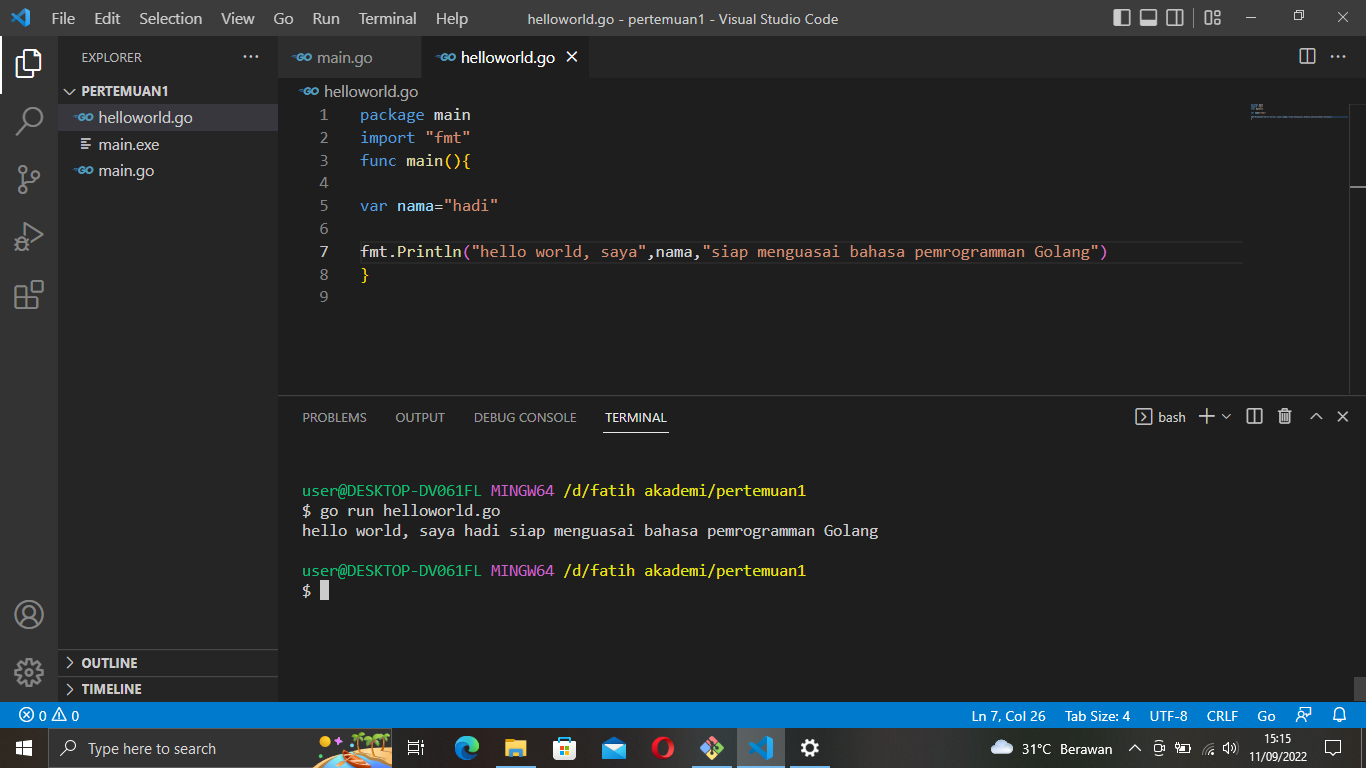 File Edit Selection View Go Run Terminal Help helloworld.go - pertemuan1 - Visual Studio Code
EXPLORER
PERTEMUAN1
helloworld.go
main.exe
main.go
OUTLINE
TIMELINE
main.go helloworld.go
helloworld.go
1 package main
2 import "fmt"
3 func main(){
4
5 var nama="hadi"
6
7 fmt.Println("hello world, saya",nama,"siap menguasai bahasa pemrogramman Golang")
8 }
9
PROBLEMS OUTPUT DEBUG CONSOLE TERMINAL bash
user@DESKTOP-DV061FL MINGW64 /d/fatih akademi/pertemuan1
$ go run helloworld.go
hello world, saya hadi siap menguasai bahasa pemrogramman Golang
user@DESKTOP-DV061FL MINGW64 /d/fatih akademi/pertemuan1
$
0 0 Ln 7, Col 26 Tab Size: 4 UTF-8 CRLF Go
Type here to search 31°C Berawan 15:15
11/09/2022